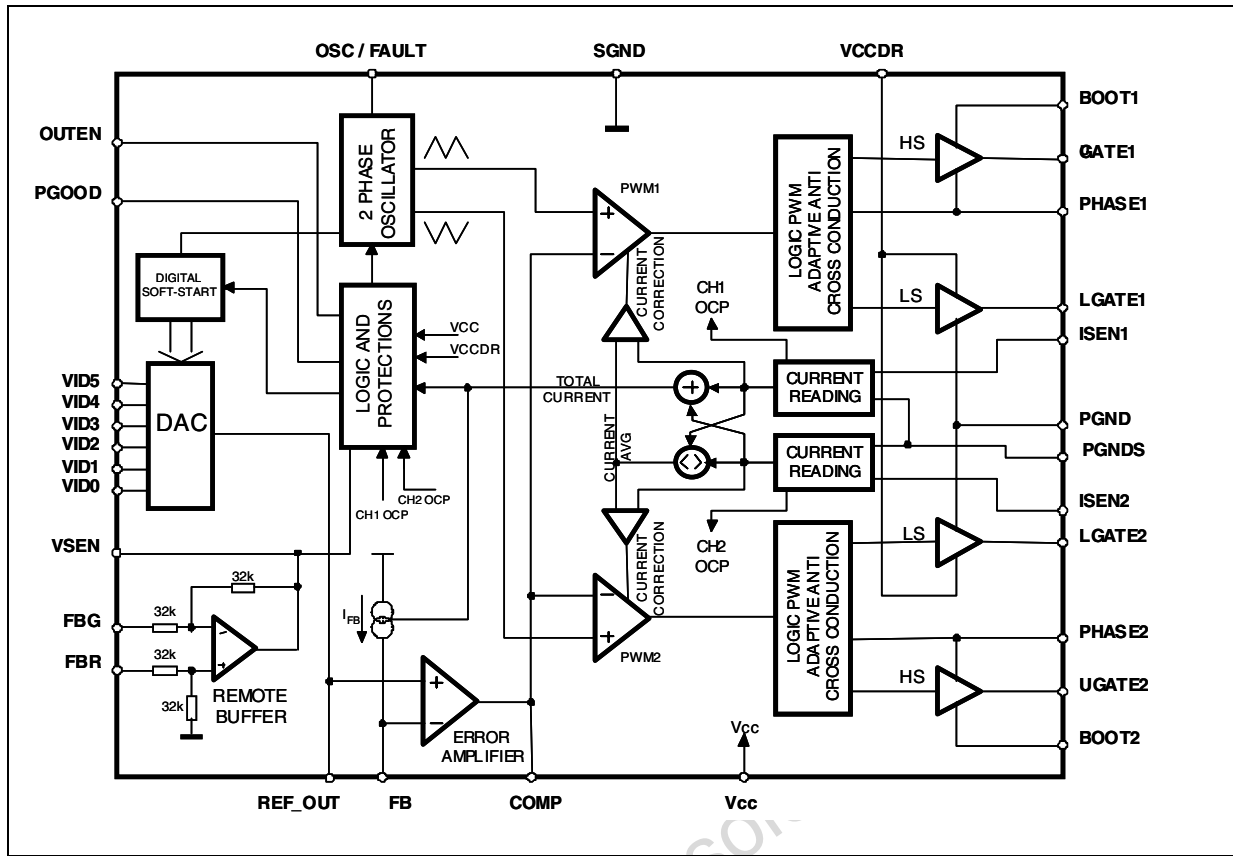 OSC / FAULT
SGND
VCCDR
BOOT1
OUTEN
HS
GATE1
2 PHASE
OSCILLATOR
PWM1
LOGIC PWM
ADAPTIVE ANTI
CROSS CONDUCTION
PGOOD
PHASE1
DIGITAL
SOFT-START
CURRENT
CORRECTION
CH1
OCP
LS
LGATE1
LOGIC AND
PROTECTIONS
VCC
VCCDR
ISEN1
VID5
VID4
VID3
VID2
VID1
VID0
DAC
TOTAL
CURRENT
CURRENT
READING
CURRENT
AVG
PGND
PGNDS
CURRENT
READING
CH1 OCP
CH2 OCP
ISEN2
VSEN
CURRENT
CORRECTION
CH2
OCP
LS
LGATE2
32k
IFB
LOGIC PWM
ADAPTIVE ANTI
CROSS CONDUCTION
FBG
32k
PHASE2
FBR
32k
PWM2
HS
UGATE2
32k
REMOTE
BUFFER
ERROR
AMPLIFIER
Vcc
BOOT2
REF_OUT
FB
COMP
Vcc